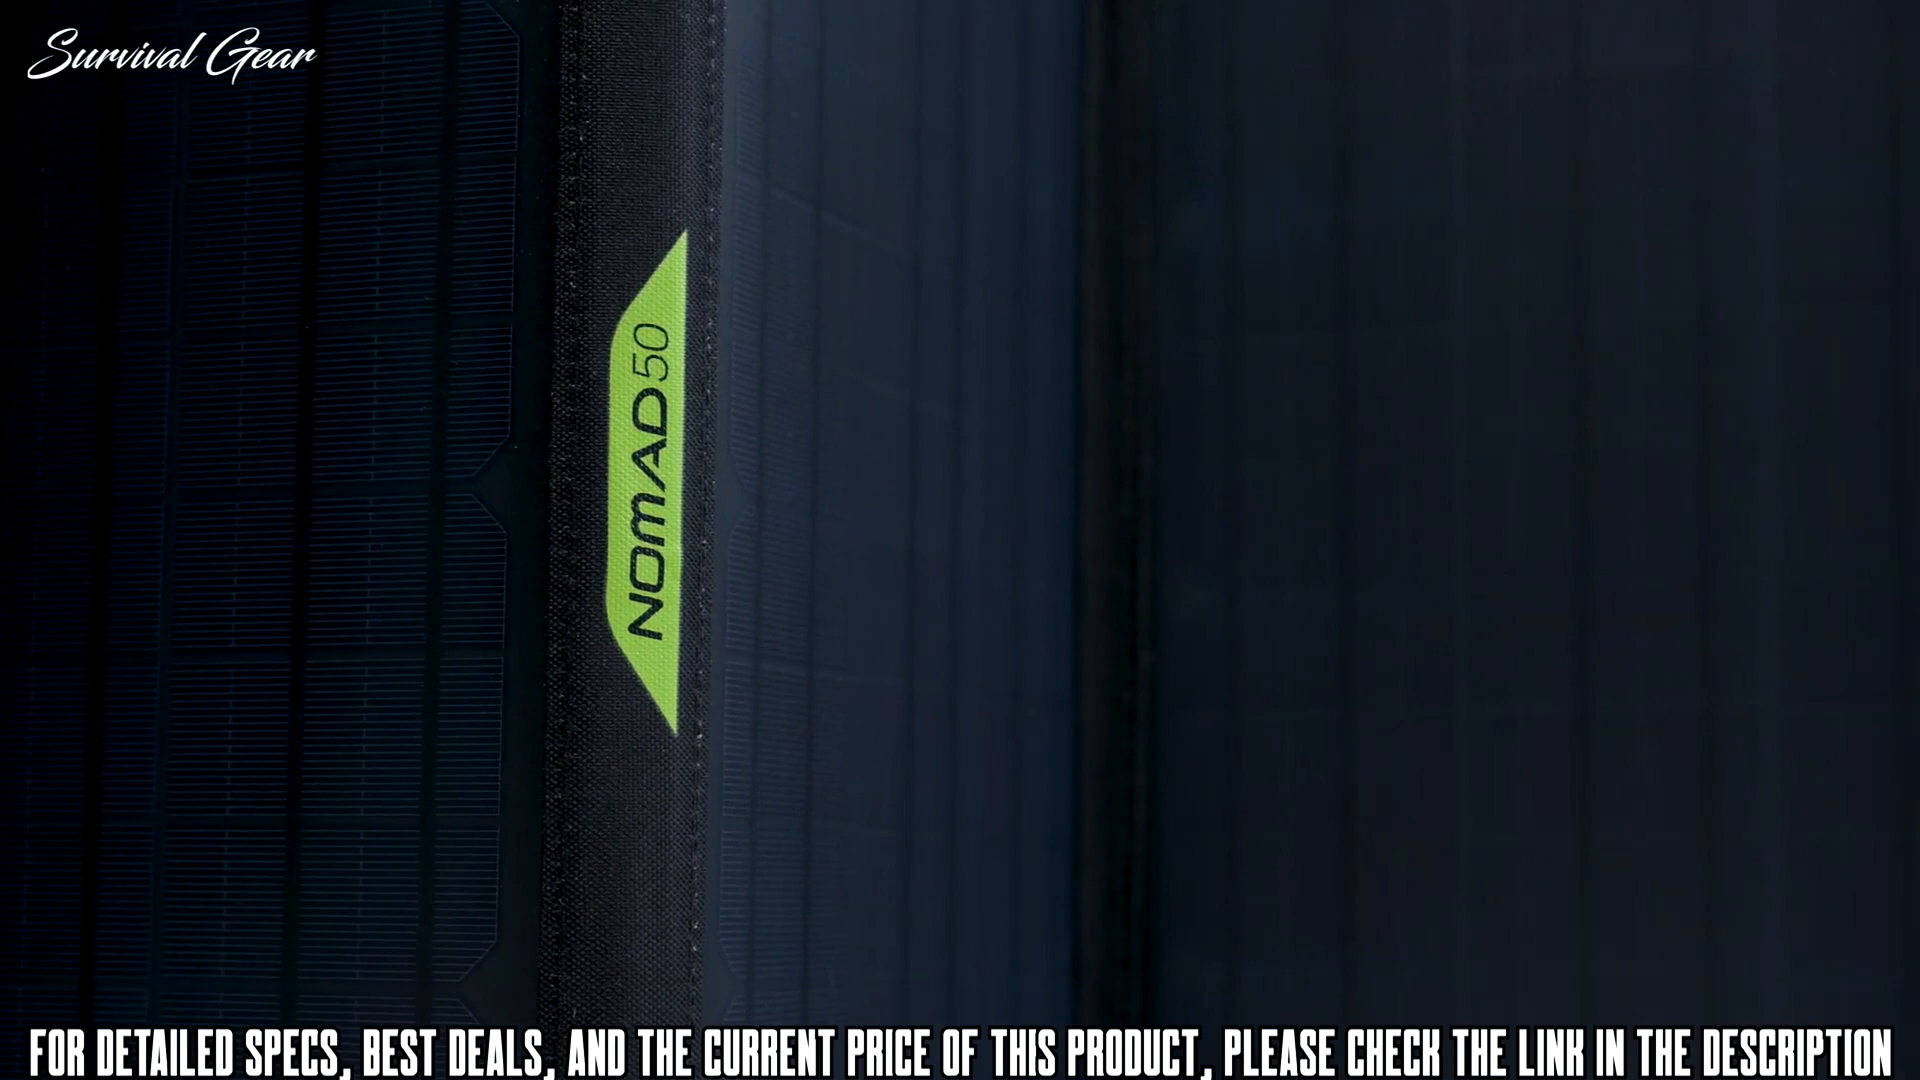 Survival Gear
NOMAD50
FOR DETAILED SPECS, BEST DEALS, AND THE CURRENT PRICE OF THIS PRODUCT, PLEASE CHECK THE LINK IN THE DESCRIPTION